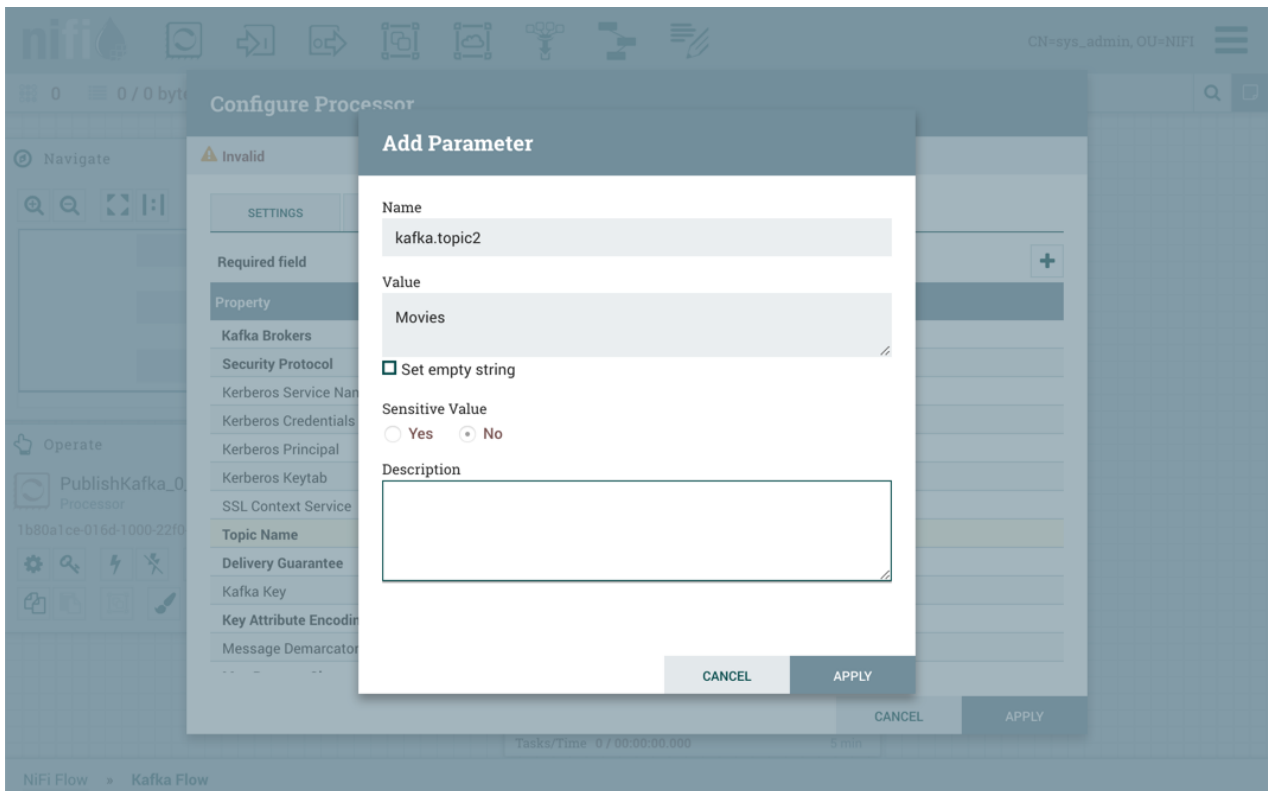 nifi
CN=sys_admin, OU=NIFI
0 0 / 0 byte
Configure Processor
Add Parameter
Navigate
Invalid
SETTINGS
Name
kafka.topic2
Required field
Value
Movies
Property
Kafka Brokers
Security Protocol
Set empty string
Kerberos Service Nam
Kerberos Credentials
Sensitive Value
Yes No
Operate
Kerberos Principal
Description
Kerberos Keytab
PublishKafka_0_
Processor
SSL Context Service
1b80a1ce-016d-1000-22f0
Topic Name
Delivery Guarantee
Kafka Key
Key Attribute Encodin
Message Demarcator
CANCEL APPLY
CANCEL APPLY
Tasks/Time 0 / 00:00:00.000 5 min
NiFi Flow » Kafka Flow